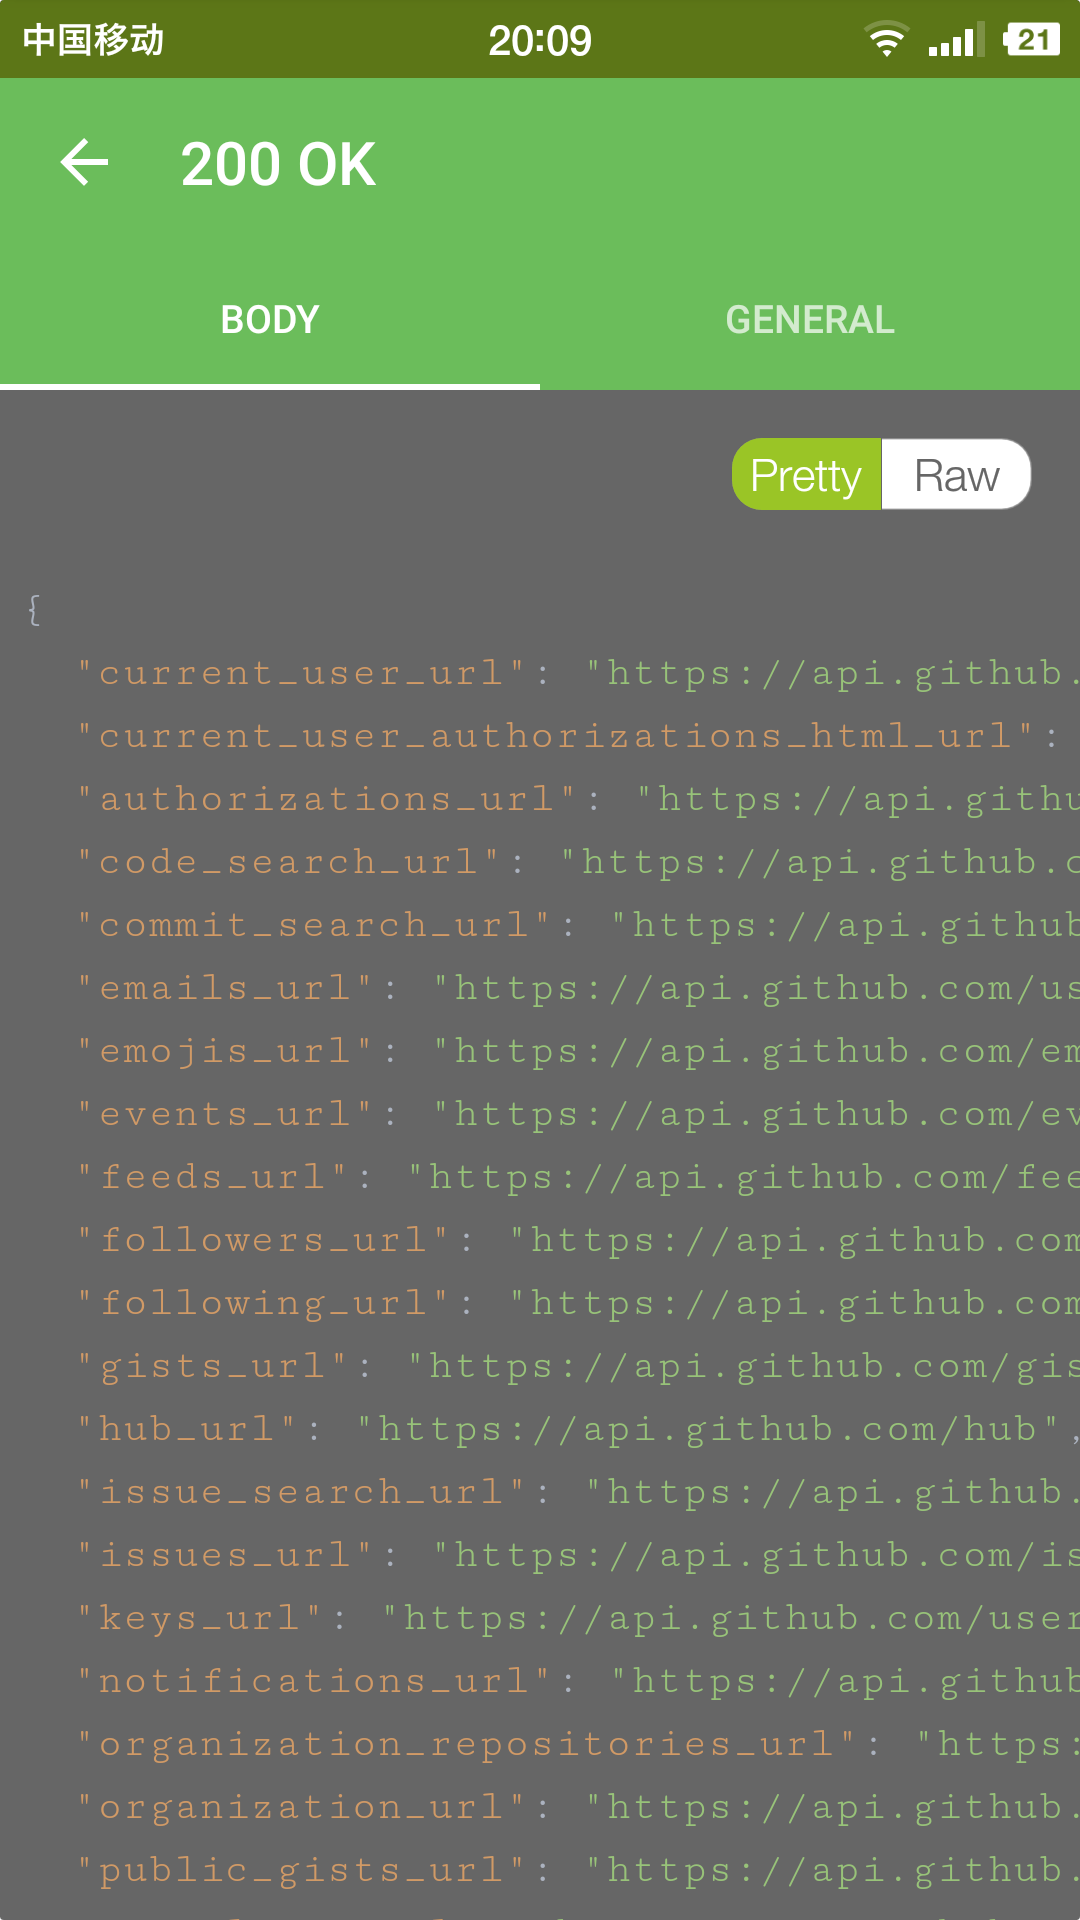 中国移动 20:09 21
200 OK
BODY GENERAL
Pretty Raw
{
"current_user_url": "https://api.github.
"current_user_authorizations_html_url":
"authorizations_url": "https://api.githu
"code_search_url": "https://api.github.c
"commit_search_url": "https://api.github
"emails_url": "https://api.github.com/us
"emojis_url": "https://api.github.com/em
"events_url": "https://api.github.com/ev
"feeds_url": "https://api.github.com/fee
"followers_url": "https://api.github.com
"following_url": "https://api.github.com
"gists_url": "https://api.github.com/gis
"hub_url": "https://api.github.com/hub",
"issue_search_url": "https://api.github.
"issues_url": "https://api.github.com/is
"keys_url": "https://api.github.com/user
"notifications_url": "https://api.github
"organization_repositories_url": "https:
"organization_url": "https://api.github.
"public_gists_url": "https://api.github.